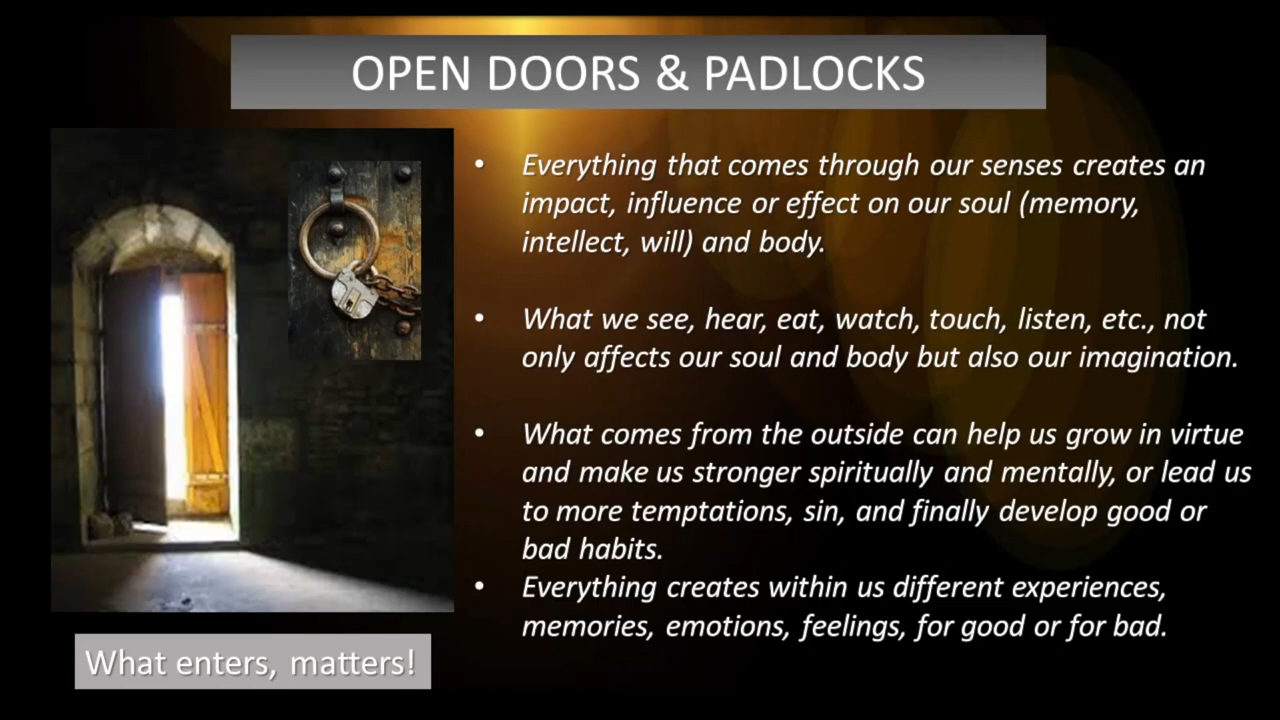 OPEN DOORS & PADLOCKS
• Everything that comes through our senses creates an
impact, influence or effect on our soul (memory,
intellect, will) and body.
• What we see, hear, eat, watch, touch, listen, etc., not
only affects our soul and body but also our imagination.
• What comes from the outside can help us grow in virtue
and make us stronger spiritually and mentally, or lead us
to more temptations, sin, and finally develop good or
bad habits.
• Everything creates within us different experiences,
memories, emotions, feelings, for good or for bad.
What enters, matters!